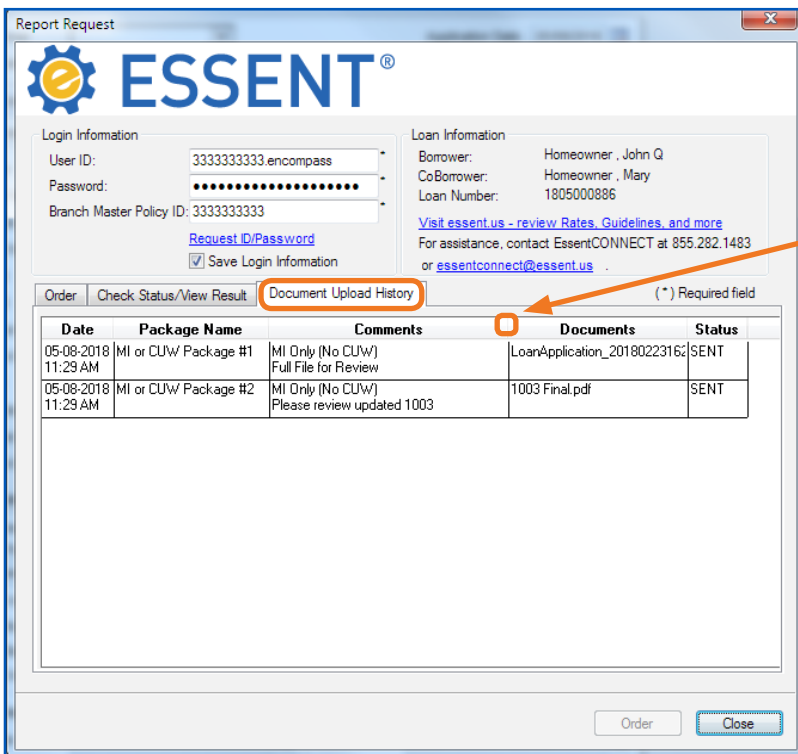 Report Request
ESSENT®
Login Information
User ID: 3333333333.encompass *
Password: •••••••••••••••••••• *
Branch Master Policy ID: 3333333333 *
Request ID/Password
Save Login Information
Loan Information
Borrower: Homeowner , John Q
CoBorrower: Homeowner , Mary
Loan Number: 1805000886
Visit essent.us - review Rates, Guidelines, and more
For assistance, contact EssentCONNECT at 855.282.1483
or essentconnect@essent.us .
Order Check Status/View Result Document Upload History (*) Required field
Date Package Name Comments Documents Status
05-08-2018 MI or CUW Package #1 MI Only (No CUW) LoanApplication_20180223162 SENT
11:29 AM Full File for Review
05-08-2018 MI or CUW Package #2 MI Only (No CUW) 1003 Final.pdf SENT
11:29 AM Please review updated 1003
Order Close